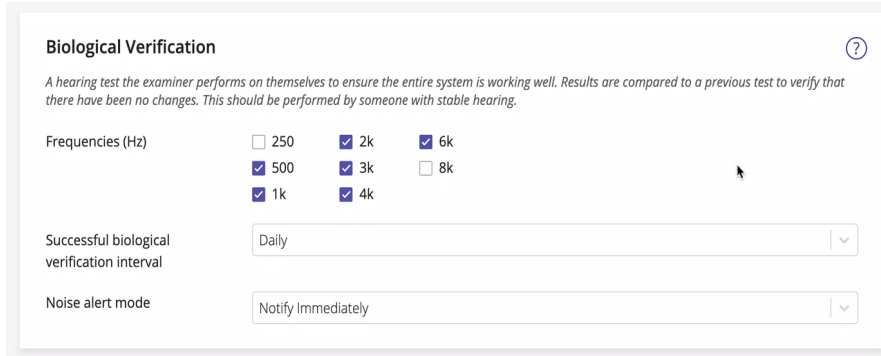 Biological Verification
?
A hearing test the examiner performs on themselves to ensure the entire system is working well. Results are compared to a previous test to verify that
there have been no changes. This should be performed by someone with stable hearing.
Frequencies (Hz)
250 2k 6k
500 3k 8k
1k 4k
Successful biological
verification interval
Daily
Noise alert mode
Notify Immediately